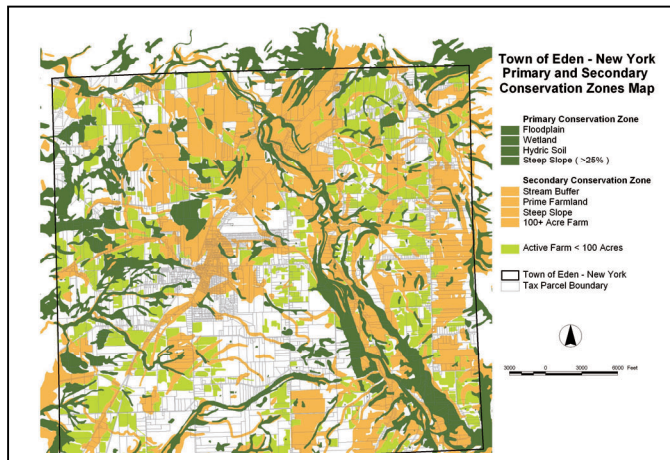 Town of Eden - New York
Primary and Secondary
Conservation Zones Map
Primary Conservation Zone
Floodplain
Wetland
Hydric Soil
Steep Slope ( >25% )
Secondary Conservation Zone
Stream Buffer
Prime Farmland
Steep Slope
100+ Acre Farm
Active Farm < 100 Acres
Town of Eden - New York
Tax Parcel Boundary
3000 0 3000 6000 Feet